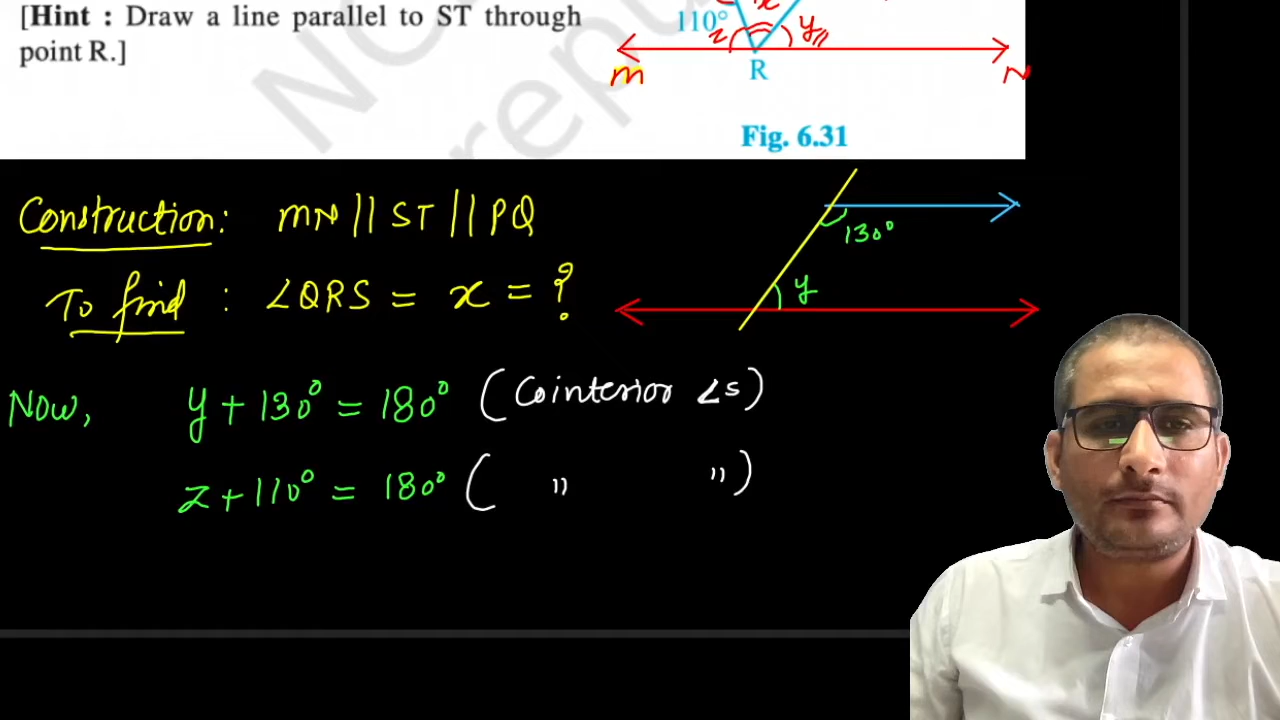 [Hint : Draw a line parallel to ST through
point R.]
110° z x y
M R N
Fig. 6.31
Construction: MN || ST || PQ
To find : ∠QRS = x = ?
130°
y
Now, y + 130° = 180° (Cointerior ∠s)
z + 110° = 180° ( " " )